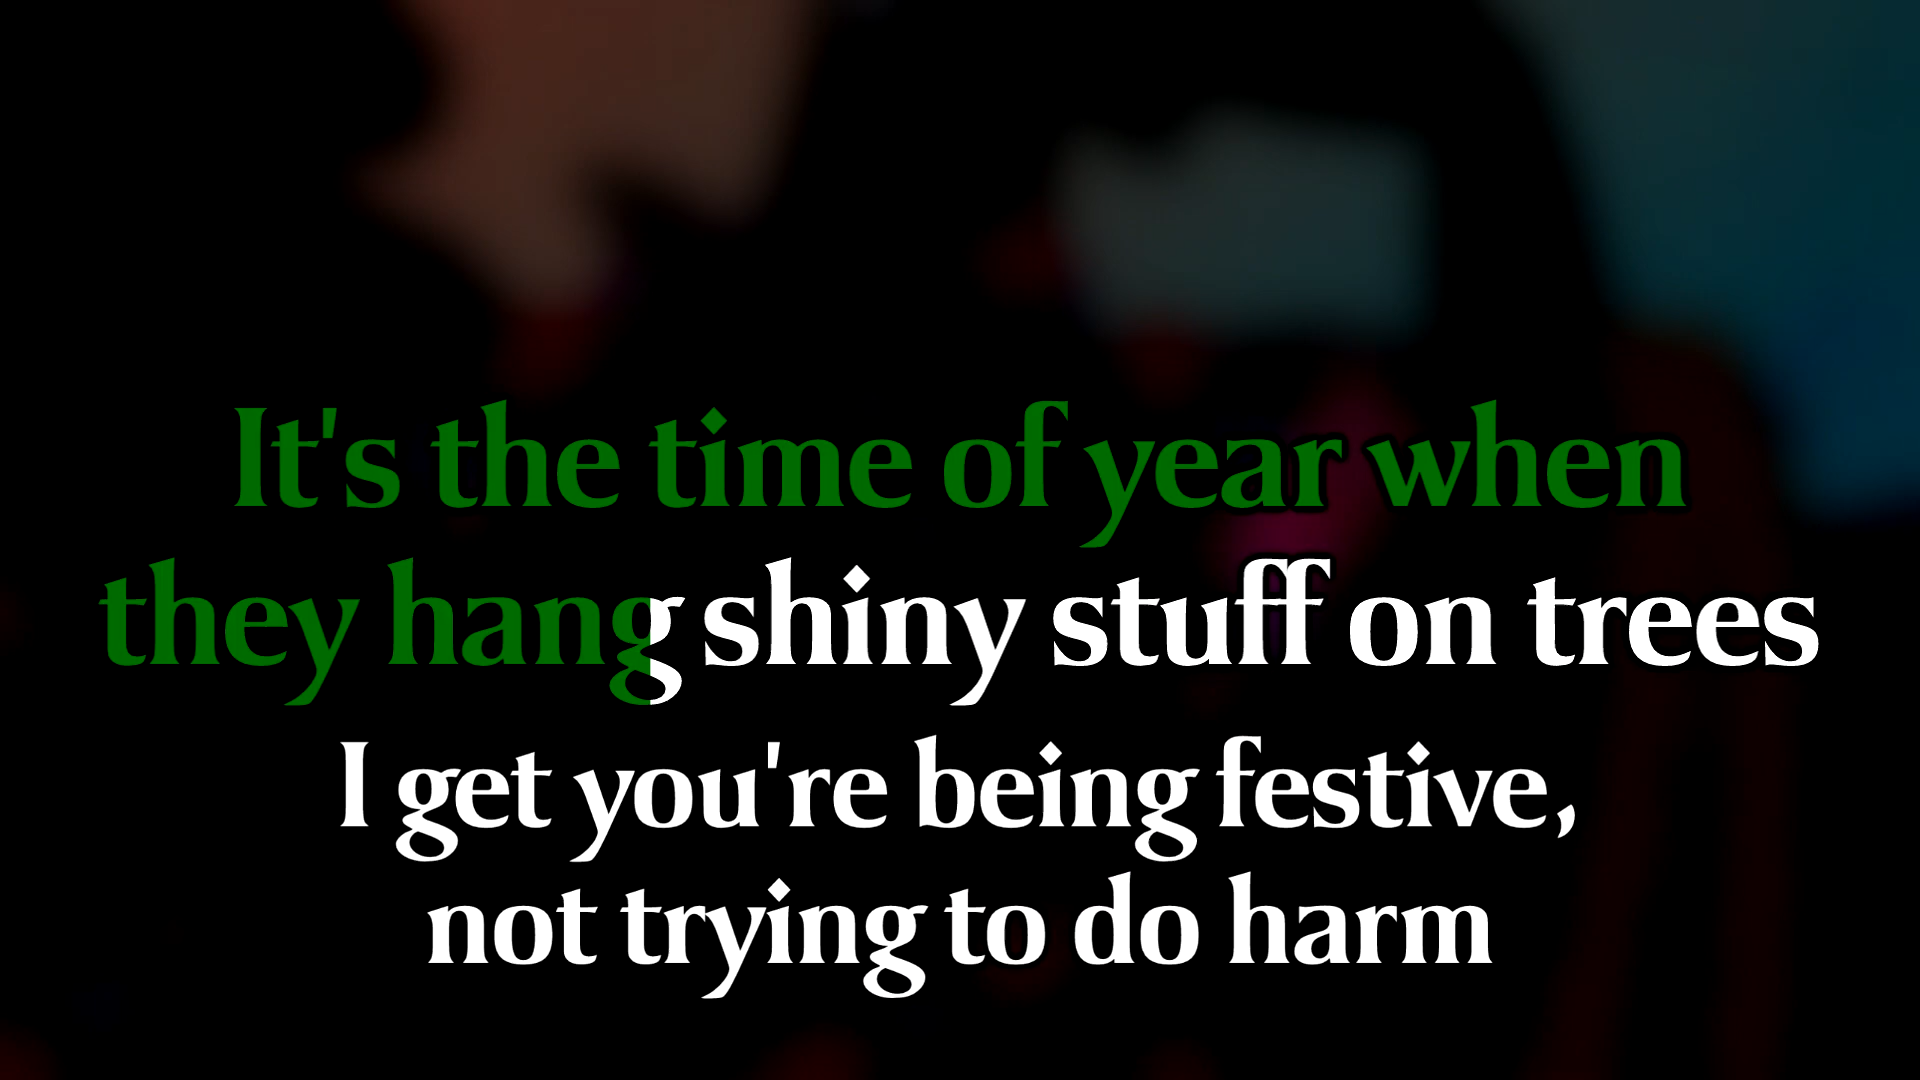 It's the time of year when
they hang shiny stuff on trees
I get you're being festive,
not trying to do harm